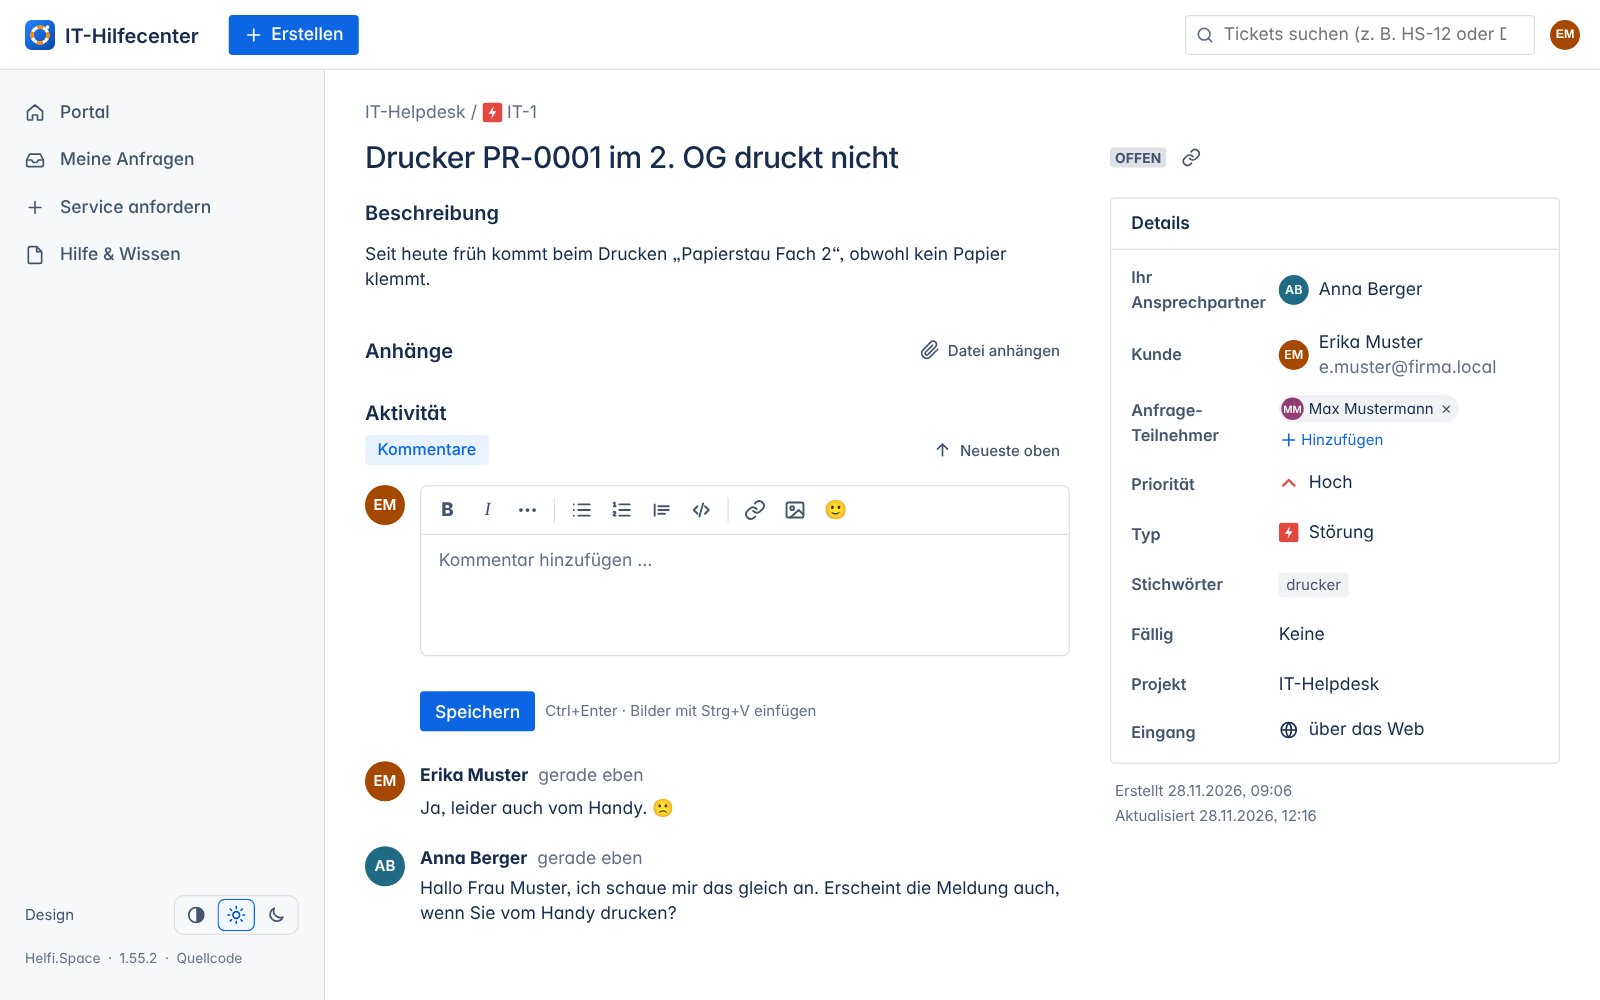 IT-Hilfecenter
Erstellen
Tickets suchen (z. B. HS-12 oder D
EM
Portal
Meine Anfragen
Service anfordern
Hilfe & Wissen
IT-Helpdesk / IT-1
Drucker PR-0001 im 2. OG druckt nicht
Beschreibung
Seit heute früh kommt beim Drucken „Papierstau Fach 2“, obwohl kein Papier
klemmt.
Anhänge
Datei anhängen
Aktivität
Kommentare
Neueste oben
EM
B I
Kommentar hinzufügen ...
Speichern
Ctrl+Enter · Bilder mit Strg+V einfügen
EM
Erika Muster gerade eben
Ja, leider auch vom Handy. 🙁
AB
Anna Berger gerade eben
Hallo Frau Muster, ich schaue mir das gleich an. Erscheint die Meldung auch,
wenn Sie vom Handy drucken?
OFFEN
Details
Ihr
Ansprechpartner
AB Anna Berger
Kunde
EM Erika Muster
e.muster@firma.local
Anfrage-
Teilnehmer
MM Max Mustermann ×
+ Hinzufügen
Priorität
Hoch
Typ
Störung
Stichwörter
drucker
Fällig
Keine
Projekt
IT-Helpdesk
Eingang
über das Web
Erstellt 28.11.2026, 09:06
Aktualisiert 28.11.2026, 12:16
Design
Helfi.Space · 1.55.2 · Quellcode